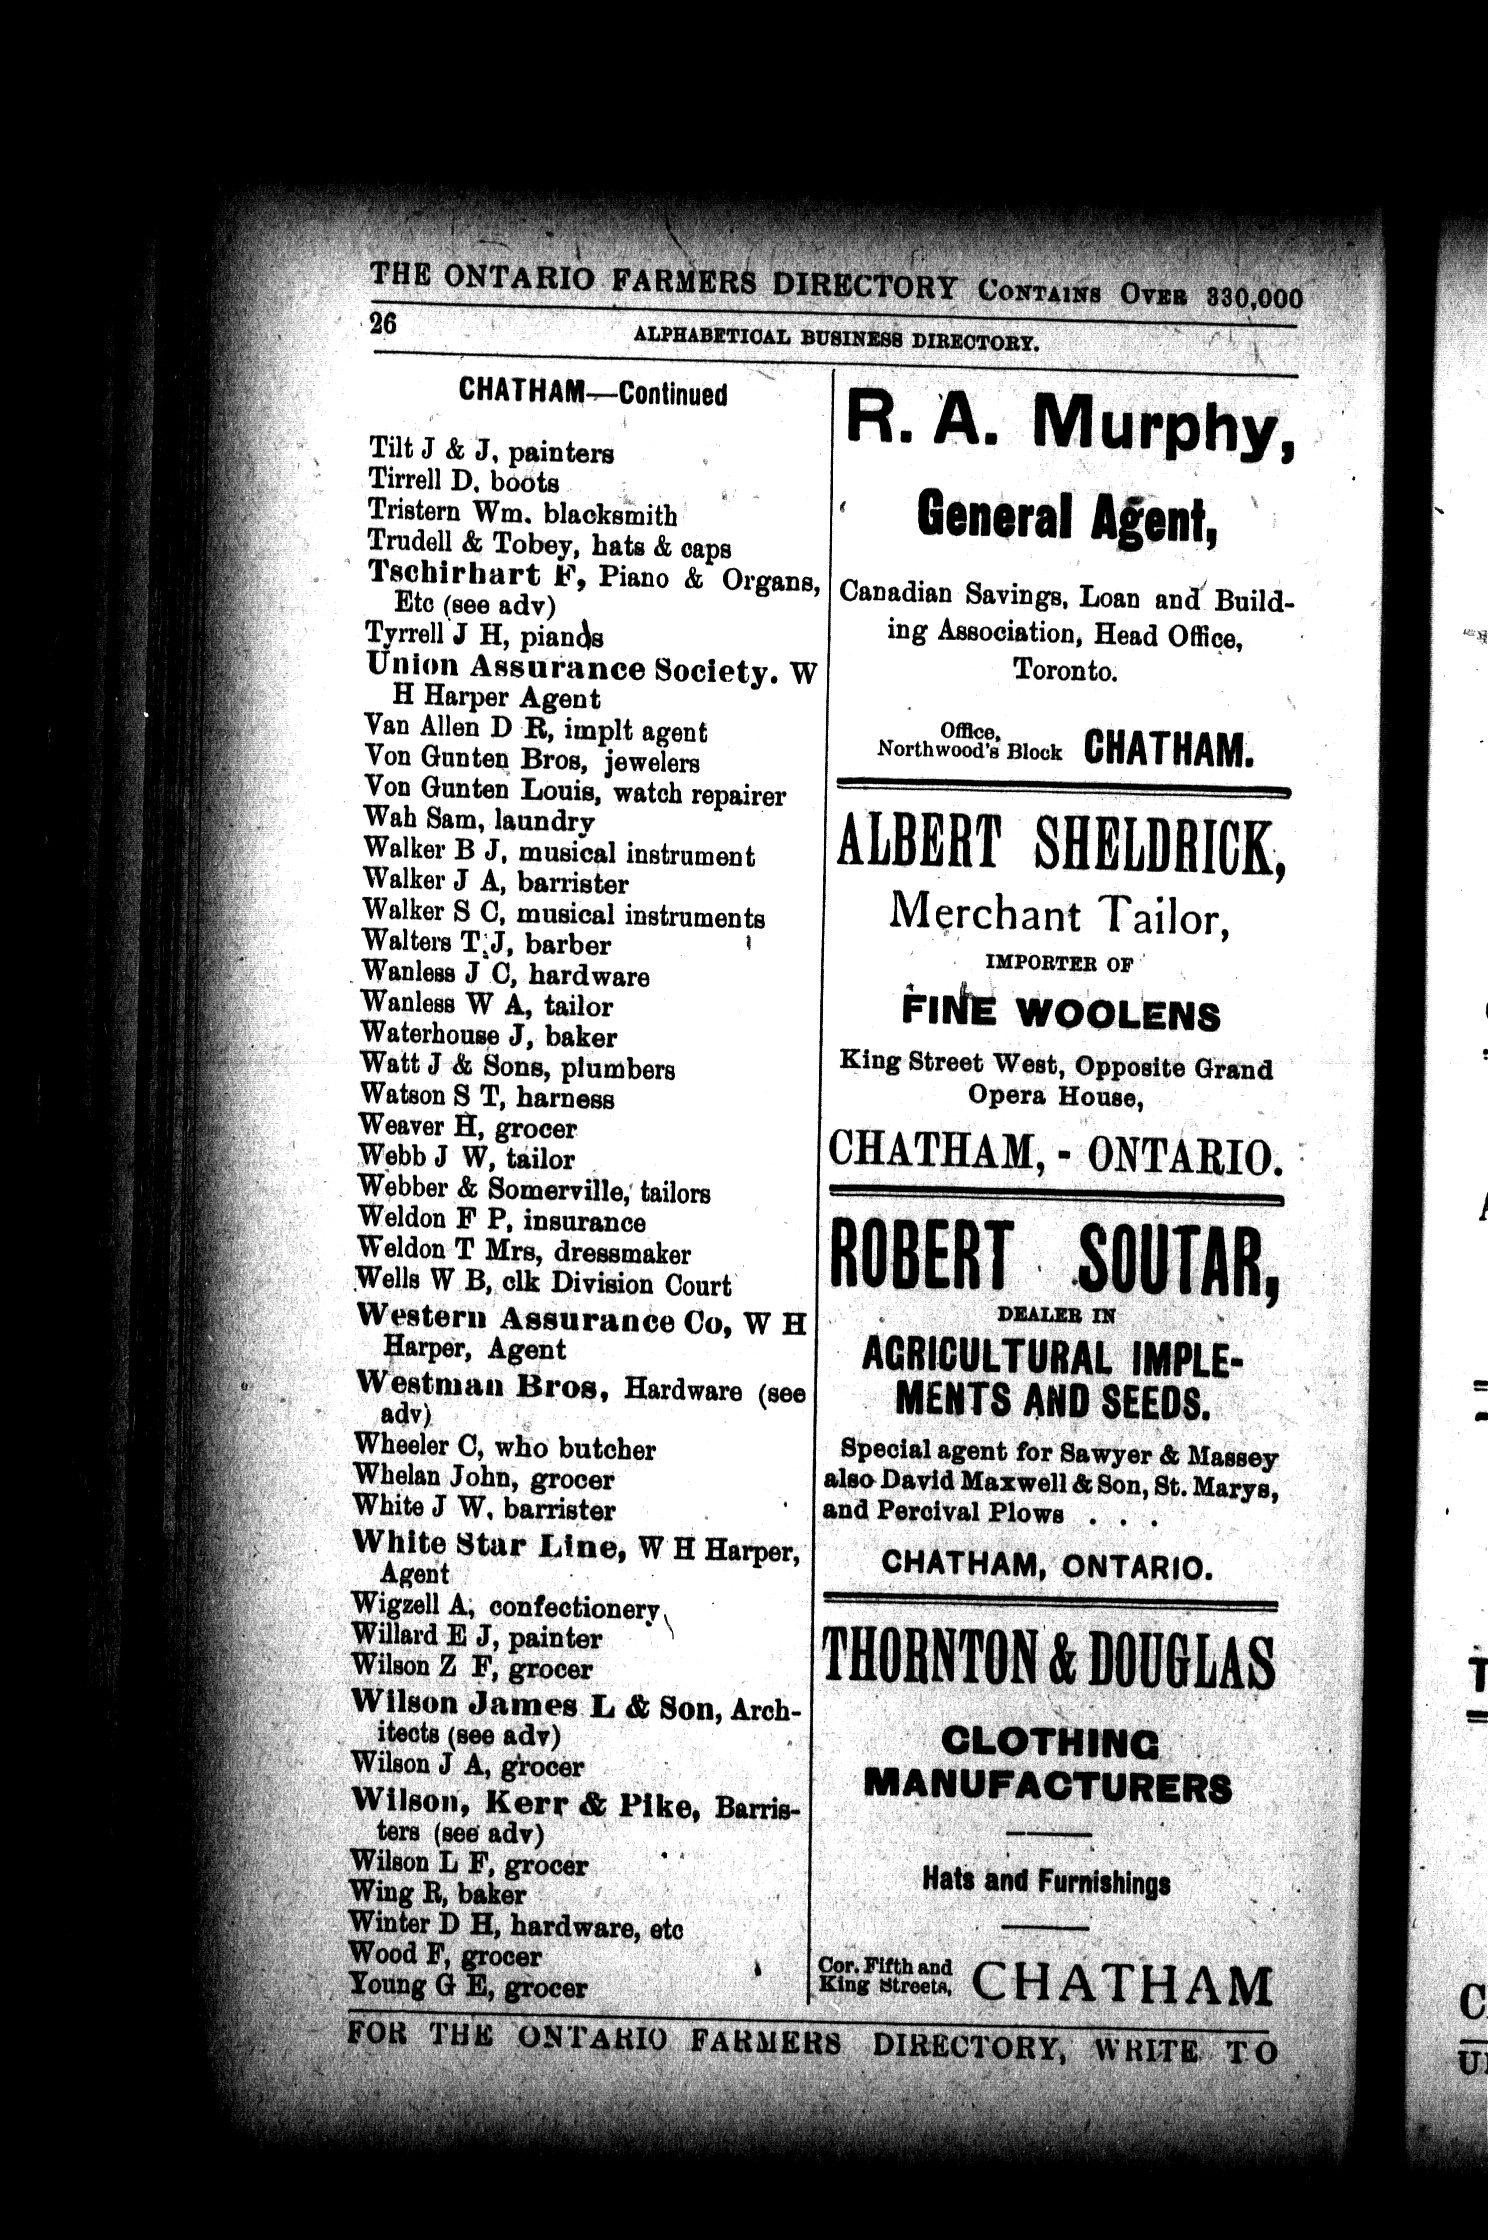 THE ONTARIO FARMERS DIRECTORY CONTAINS OVER 330,000
26
ALPHABETICAL BUSINESS DIRECTORY.
CHATHAM—Continued
Tilt J & J, painters
Tirrell D. boots
Tristern Wm. blacksmith
Trudell & Tobey, hats & caps
Tschirhart F, Piano & Organs,
Etc (see adv)
Tyrrell J H, pianos
Union Assurance Society. W
H Harper Agent
Van Allen D R, implt agent
Von Gunten Bros, jewelers
Von Gunten Louis, watch repairer
Wah Sam, laundry
Walker B J, musical instrument
Walker J A, barrister
Walker S C, musical instruments
Walters T J, barber
Wanless J C, hardware
Wanless W A, tailor
Waterhouse J, baker
Watt J & Sons, plumbers
Watson S T, harness
Weaver H, grocer
Webb J W, tailor
Webber & Somerville, tailors
Weldon F P, insurance
Weldon T Mrs, dressmaker
Wells W B, clk Division Court
Western Assurance Co, W H
Harper, Agent
Westman Bros, Hardware (see
adv)
Wheeler C, who butcher
Whelan John, grocer
White J W, barrister
White Star Line, W H Harper,
Agent
Wigzell A, confectionery
Willard E J, painter
Wilson Z F, grocer
Wilson James L & Son, Arch-
itects (see adv)
Wilson J A, grocer
Wilson, Kerr & Pike, Barris-
ters (see adv)
Wilson L F, grocer
Wing R, baker
Winter D H, hardware, etc
Wood F, grocer
Young G E, grocer
R. A. Murphy,
General Agent,
Canadian Savings, Loan and Build-
ing Association, Head Office,
Toronto.
Office,
Northwood's Block CHATHAM.
ALBERT SHELDRICK,
Merchant Tailor,
IMPORTER OF
FINE WOOLENS
King Street West, Opposite Grand
Opera House,
CHATHAM, - ONTARIO.
ROBERT SOUTAR,
DEALER IN
AGRICULTURAL IMPLE-
MENTS AND SEEDS.
Special agent for Sawyer & Massey
also David Maxwell & Son, St. Marys,
and Percival Plows . . .
CHATHAM, ONTARIO.
THORNTON & DOUGLAS
CLOTHING
MANUFACTURERS
Hats and Furnishings
Cor. Fifth and
King Streets, CHATHAM
FOR THE ONTARIO FARMERS DIRECTORY, WRITE TO